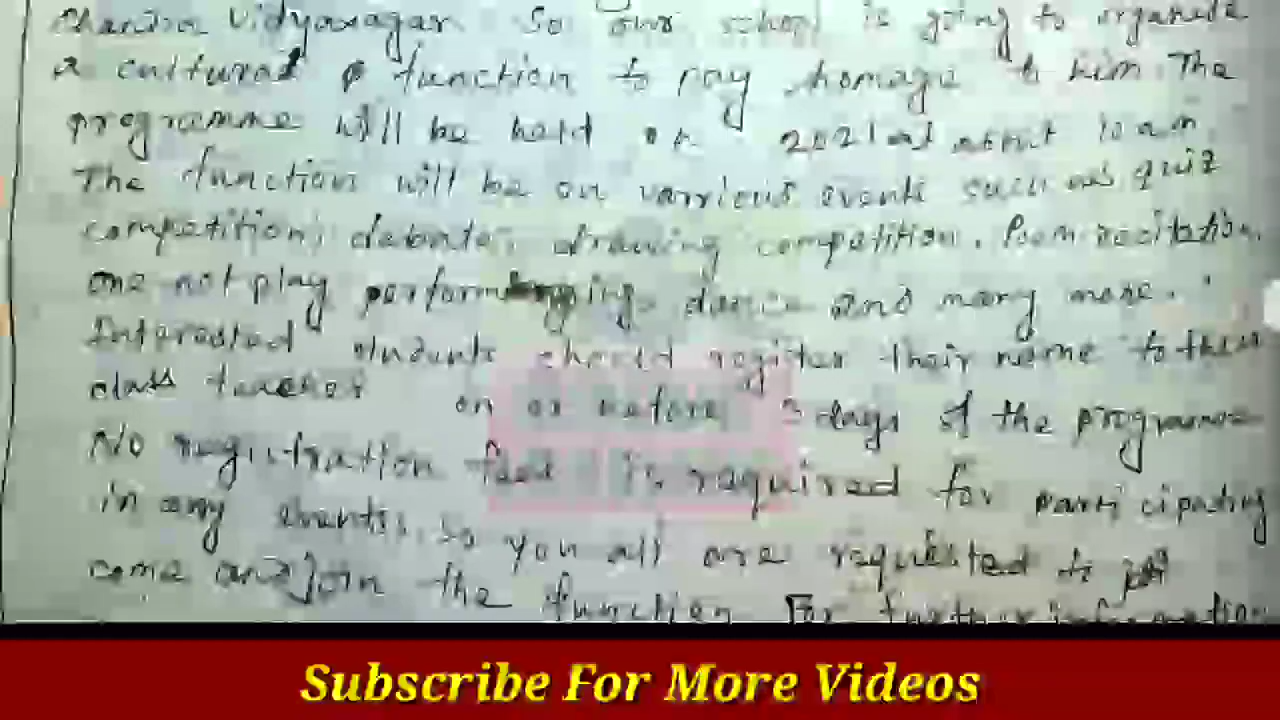 Chandra Vidyasagar. So our school is going to organise
a cultural function to pay homage to him. The
programme will be held on 2021 at about 10 a.m.
The function will be on varrious events such as quiz
competition, debate, drawing competition, Poem recitation,
one not play performing, dance and many more.
Interested students should register their name to their
class teacher on or before 3 days of the programme
No registration feed is required for participating
in any events, so you all are requested to
come and join the function. For further information
Subscribe For More Videos